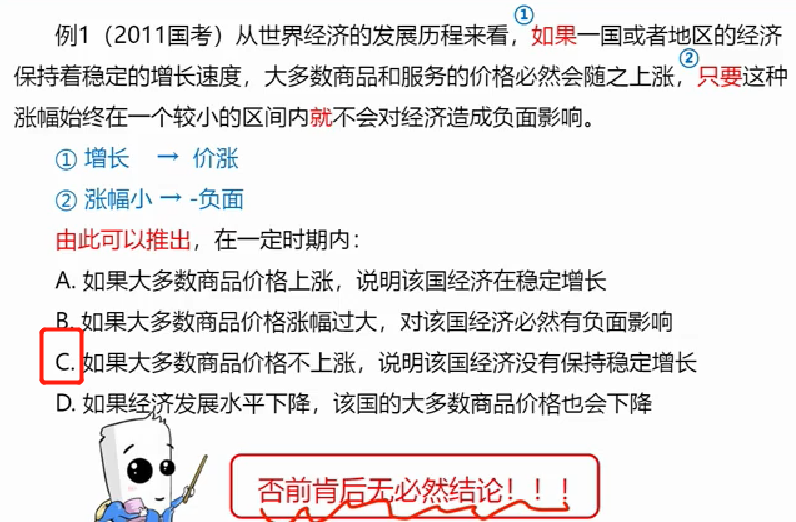 ①
例1（2011国考）从世界经济的发展历程来看，如果一国或者地区的经济
②
保持着稳定的增长速度，大多数商品和服务的价格必然会随之上涨，只要这种
涨幅始终在一个较小的区间内就不会对经济造成负面影响。
① 增长 → 价涨
② 涨幅小 → -负面
由此可以推出，在一定时期内：
A. 如果大多数商品价格上涨，说明该国经济在稳定增长
B. 如果大多数商品价格涨幅过大，对该国经济必然有负面影响
C. 如果大多数商品价格不上涨，说明该国经济没有保持稳定增长
D. 如果经济发展水平下降，该国的大多数商品价格也会下降
否前肯后无必然结论！！！